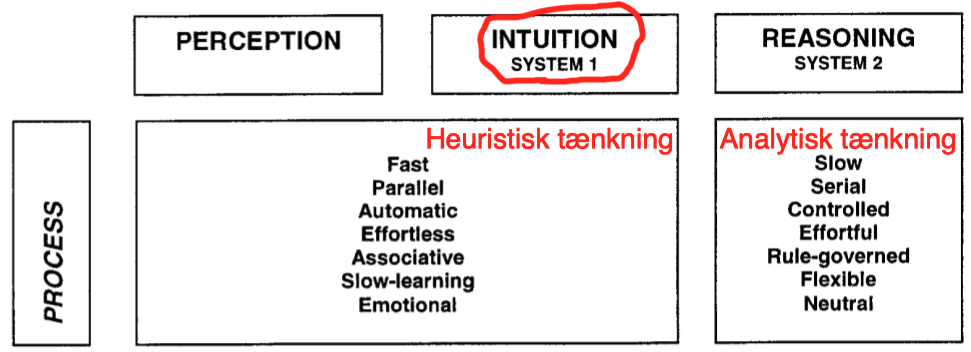 PERCEPTION
INTUITION
SYSTEM 1
REASONING
SYSTEM 2
PROCESS
Heuristisk tænkning
Fast
Parallel
Automatic
Effortless
Associative
Slow-learning
Emotional
Analytisk tænkning
Slow
Serial
Controlled
Effortful
Rule-governed
Flexible
Neutral